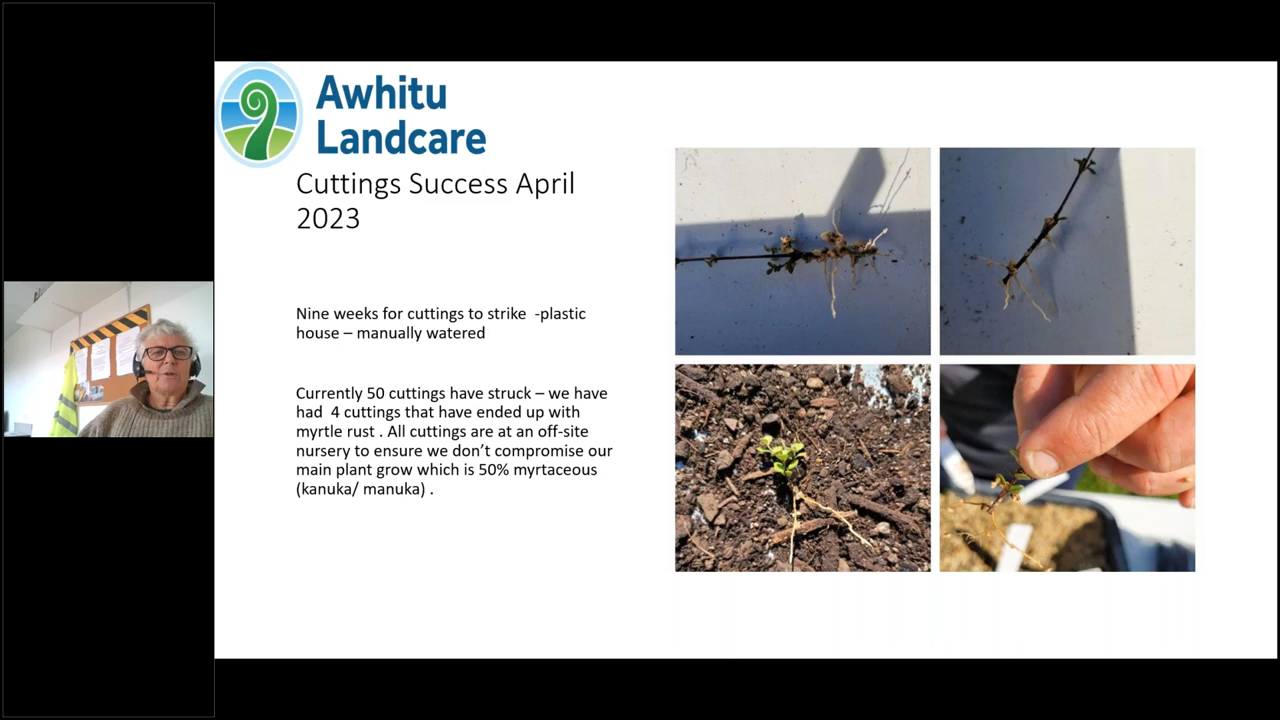 Awhitu
Landcare
Cuttings Success April
2023
Nine weeks for cuttings to strike  -plastic
house – manually watered
Currently 50 cuttings have struck – we have
had  4 cuttings that have ended up with
myrtle rust . All cuttings are at an off-site
nursery to ensure we don’t compromise our
main plant grow which is 50% myrtaceous
(kanuka/ manuka) .